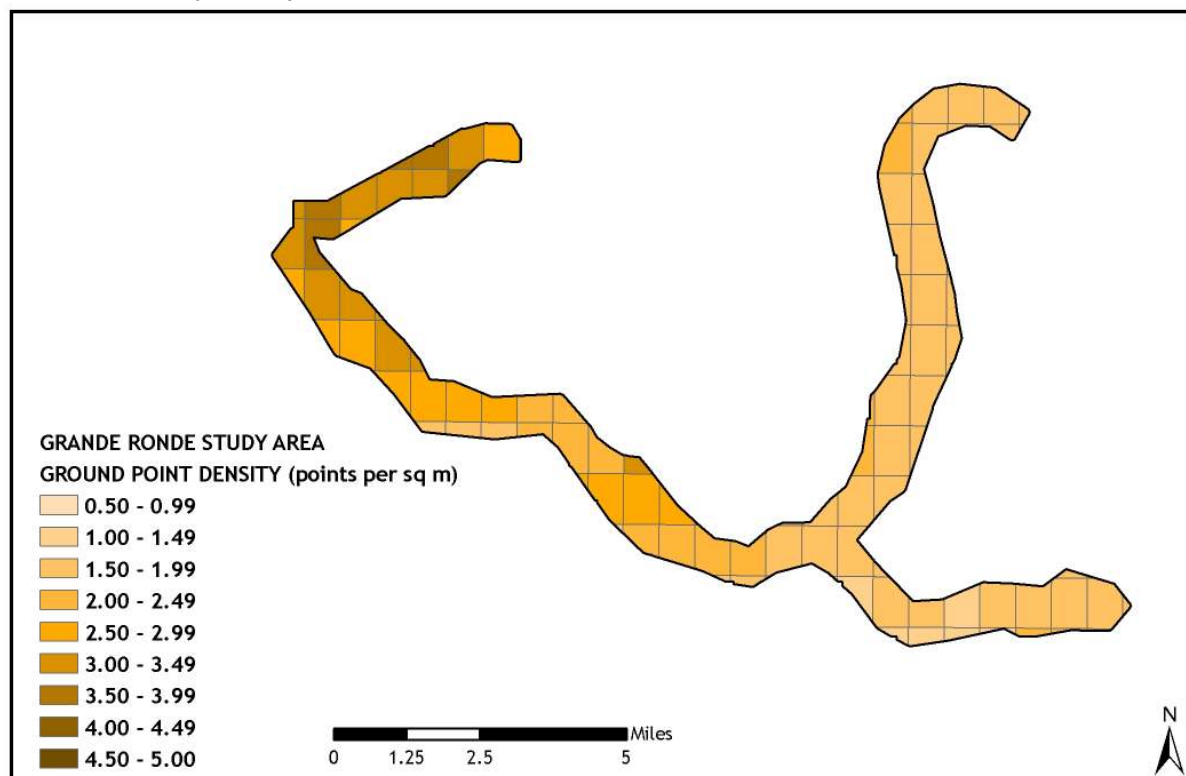 GRANDE RONDE STUDY AREA
GROUND POINT DENSITY (points per sq m)
0.50 - 0.99
1.00 - 1.49
1.50 - 1.99
2.00 - 2.49
2.50 - 2.99
3.00 - 3.49
3.50 - 3.99
4.00 - 4.49
4.50 - 5.00
Miles
0 1.25 2.5 5
N